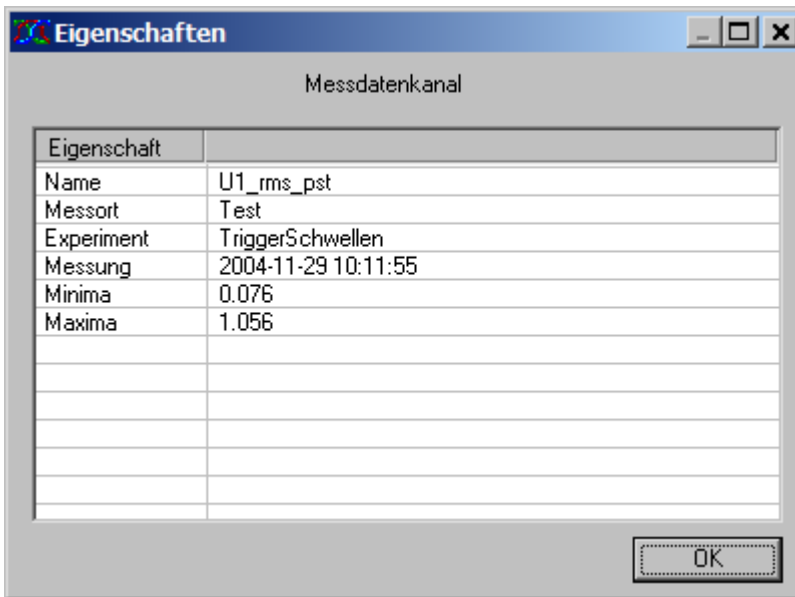 Eigenschaften
Messdatenkanal
Eigenschaft
Name U1_rms_pst
Messort Test
Experiment TriggerSchwellen
Messung 2004-11-29 10:11:55
Minima 0.076
Maxima 1.056
OK